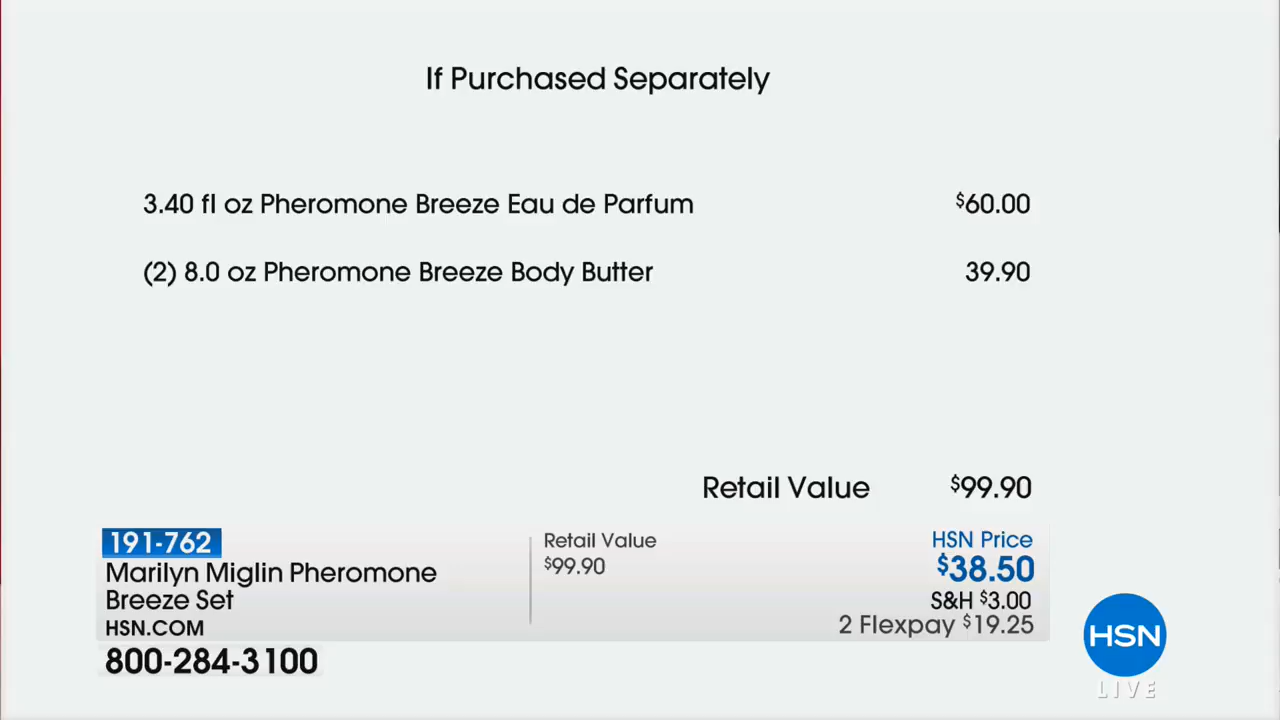 If Purchased Separately
3.40 fl oz Pheromone Breeze Eau de Parfum $60.00
(2) 8.0 oz Pheromone Breeze Body Butter 39.90
Retail Value $99.90
191-762
Marilyn Miglin Pheromone
Breeze Set
HSN.COM
800-284-3100
Retail Value
$99.90
HSN Price
$38.50
S&H $3.00
2 Flexpay $19.25
HSN
LIVE